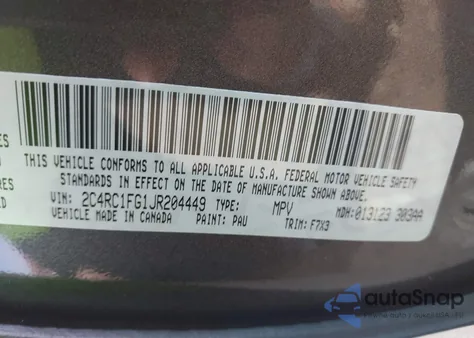 ES
THIS VEHICLE CONFORMS TO ALL APPLICABLE U.S.A. FEDERAL MOTOR VEHICLE SAFETY
STANDARDS IN EFFECT ON THE DATE OF MANUFACTURE SHOWN ABOVE.
VIN: 2C4RC1FG1JR204449 TYPE: MPV MDH: 013123 303AA
VEHICLE MADE IN CANADA PAINT: PAU TRIM: F7X9
autoSnap